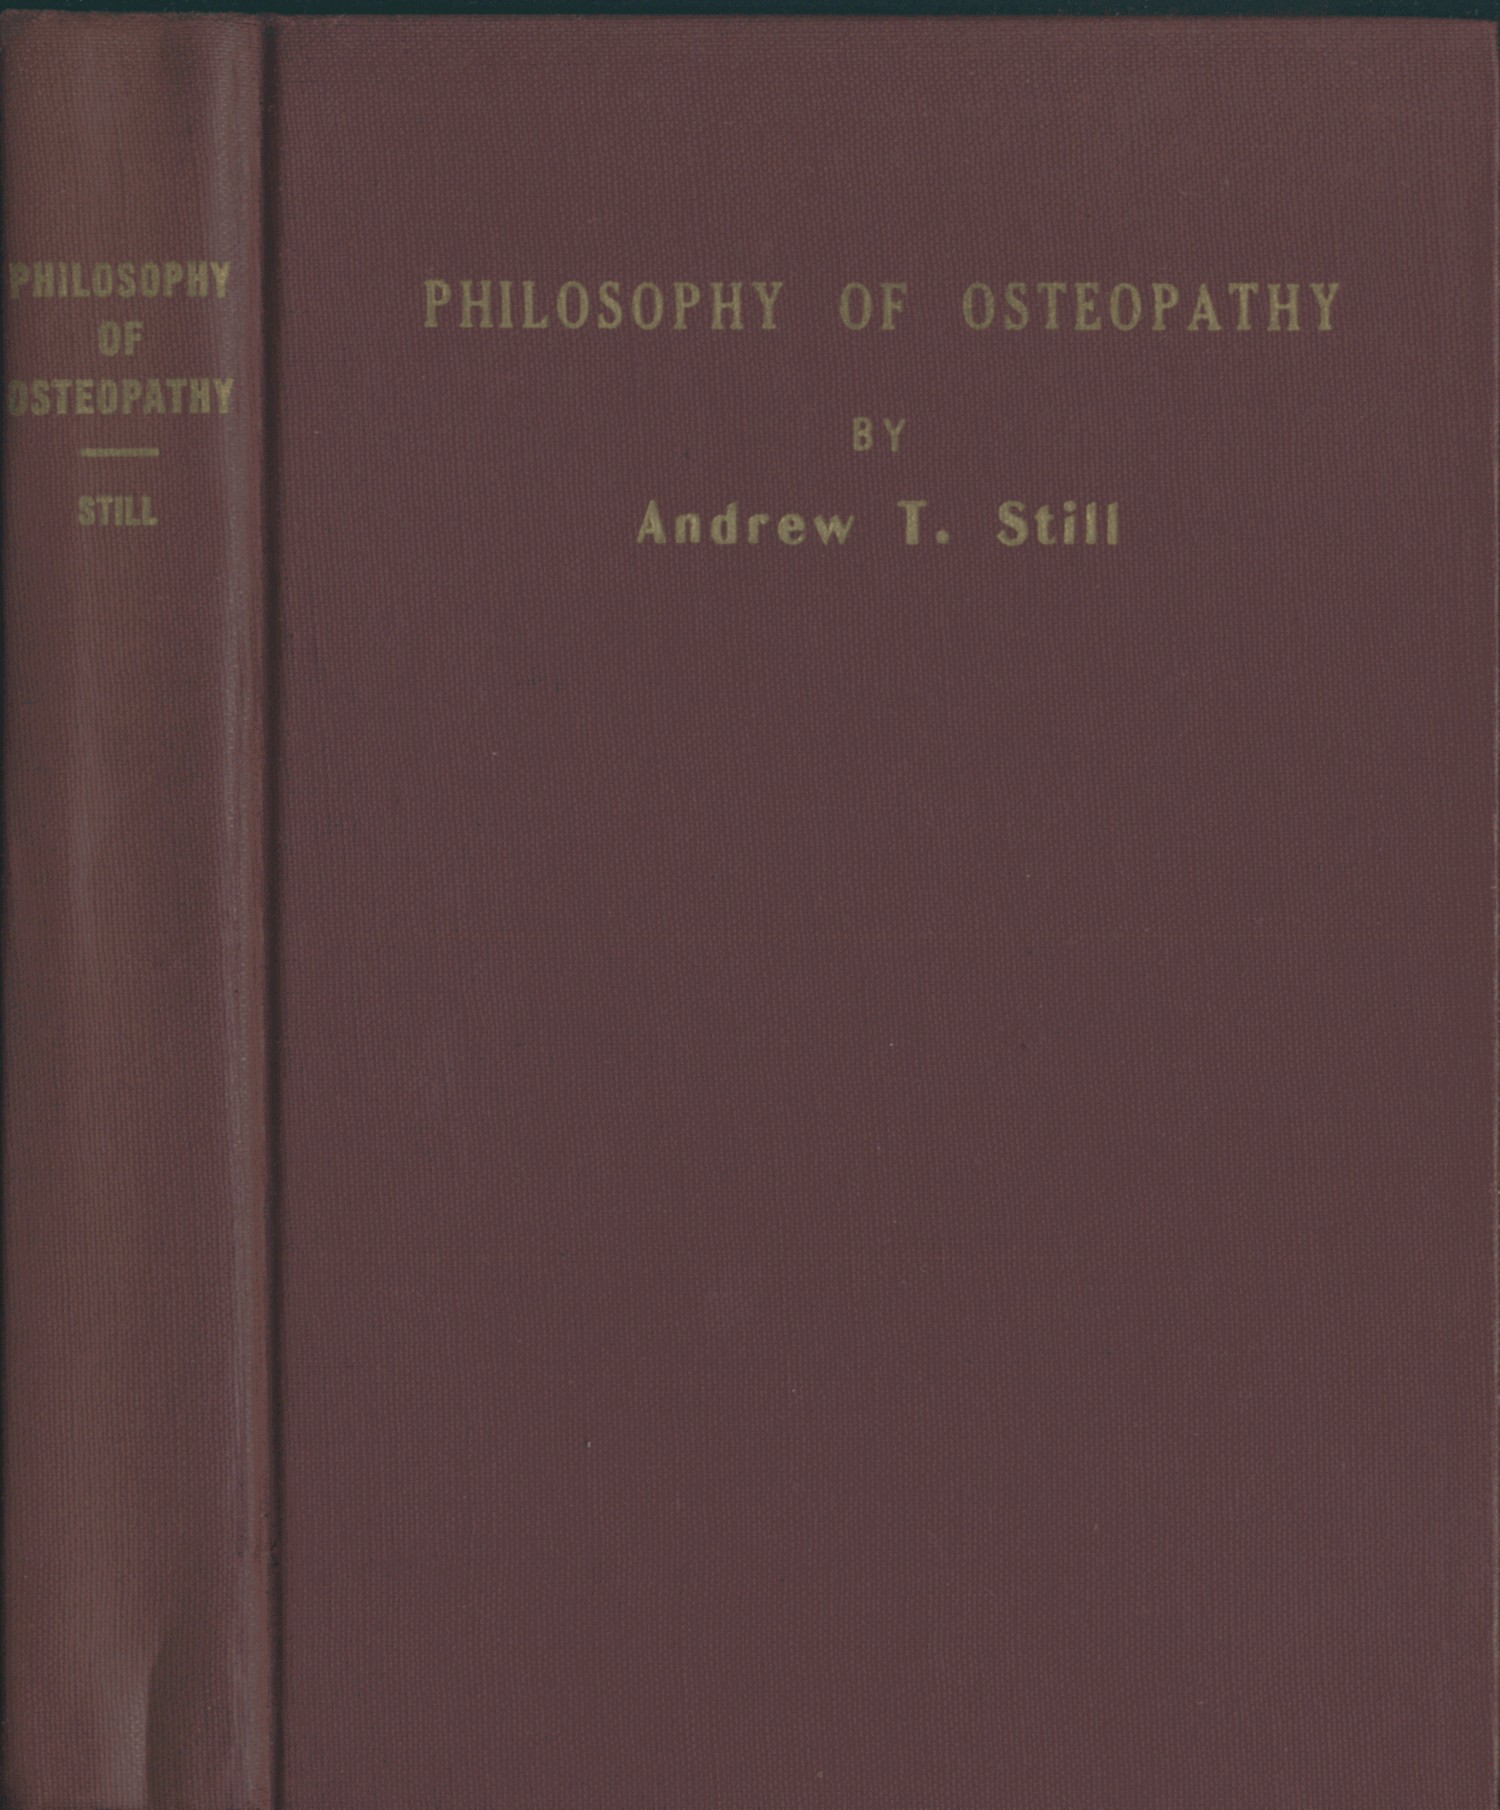 PHILOSOPHY
OF
OSTEOPATHY
STILL
PHILOSOPHY OF OSTEOPATHY
BY
Andrew T. Still